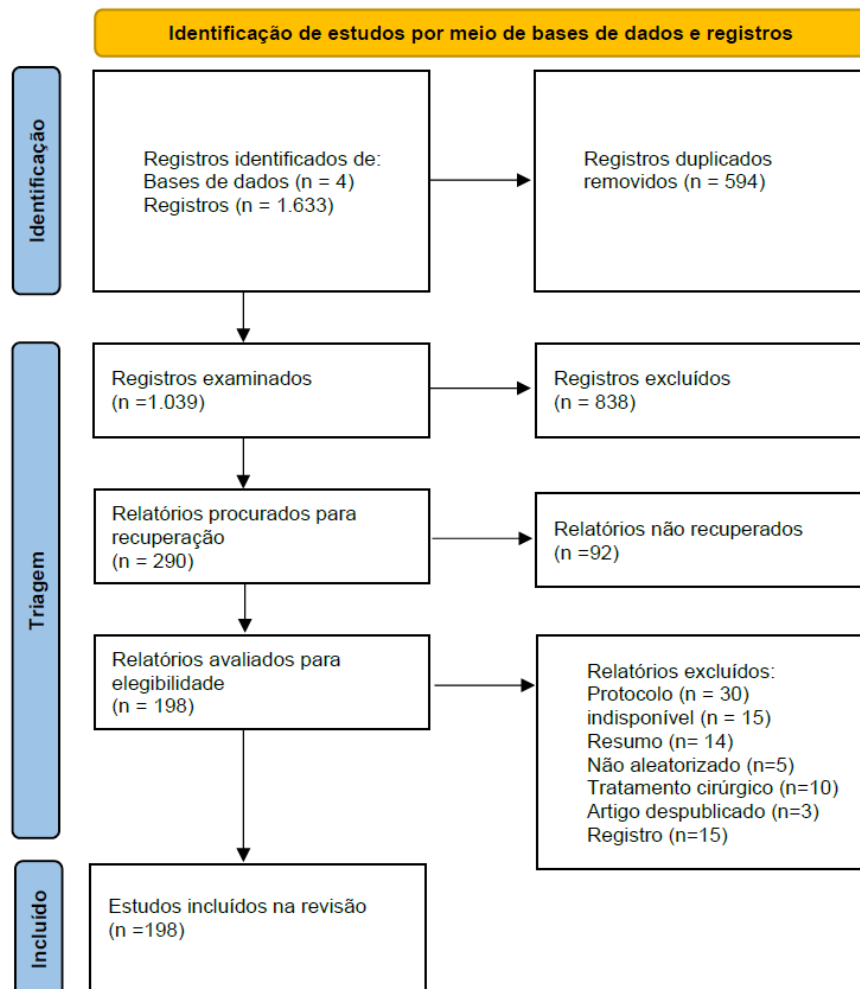 Identificação de estudos por meio de bases de dados e registros
Identificação
Registros identificados de:
Bases de dados (n = 4)
Registros (n = 1.633)
Registros duplicados
removidos (n = 594)
Triagem
Registros examinados
(n =1.039)
Registros excluídos
(n = 838)
Relatórios procurados para
recuperação
(n = 290)
Relatórios não recuperados
(n =92)
Relatórios avaliados para
elegibilidade
(n = 198)
Relatórios excluídos:
Protocolo (n = 30)
indisponível (n = 15)
Resumo (n= 14)
Não aleatorizado (n=5)
Tratamento cirúrgico (n=10)
Artigo despublicado (n=3)
Registro (n=15)
Incluído
Estudos incluídos na revisão
(n =198)